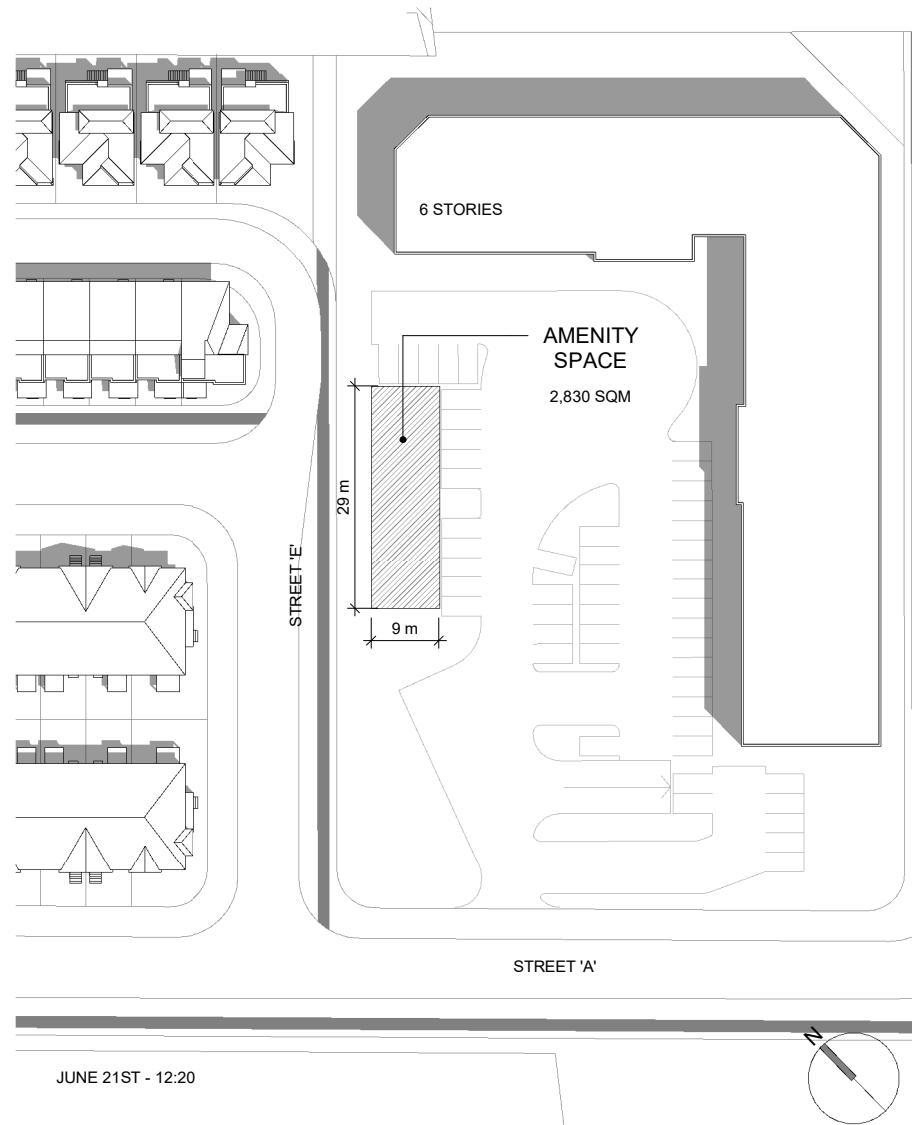 6 STORIES
AMENITY
SPACE
2,830 SQM
29 m
9 m
STREET 'E'
STREET 'A'
N
JUNE 21ST - 12:20